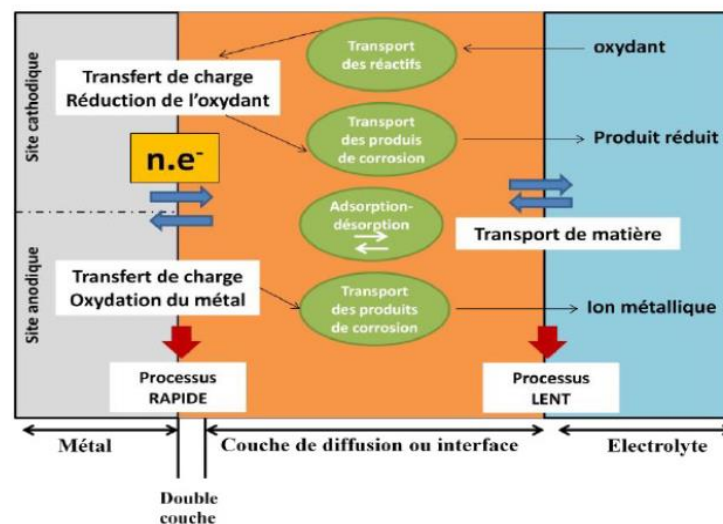 Site cathodique
Transfert de charge
Réduction de l'oxydant
Transport
des réactifs
oxydant
Transport
des produis
de corrosion
Produit réduit
n.e⁻
Adsorption-
désorption
Transport de matière
Site anodique
Transfert de charge
Oxydation du métal
Transport
des produits
de corrosion
Ion métallique
Processus
RAPIDE
Processus
LENT
Métal
Couche de diffusion ou interface
Electrolyte
Double
couche